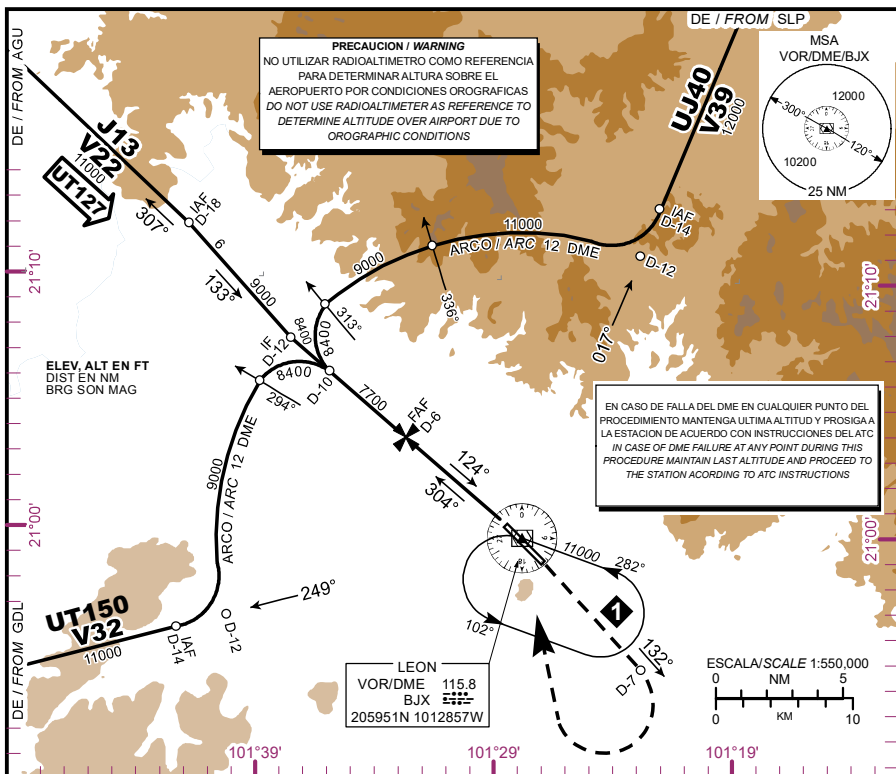 DE / FROM SLP
DE / FROM AGU
PRECAUCION / WARNING
NO UTILIZAR RADIOALTIMETRO COMO REFERENCIA
PARA DETERMINAR ALTURA SOBRE EL
AEROPUERTO POR CONDICIONES OROGRAFICAS
DO NOT USE RADIOALTIMETER AS REFERENCE TO
DETERMINE ALTITUDE OVER AIRPORT DUE TO
OROGRAPHIC CONDITIONS
MSA
VOR/DME/BJX
12000
300°
120°
10200
25 NM
J13
V22
11000
UT127
307°
IAF
D-18
6
133°
9000
UJ40
V39
12000
IAF
D-14
D-12
017°
11000
ARCO / ARC 12 DME
9000
336°
313°
8400
8400
IF
D-12
8400
294°
D-10
7700
FAF
D-6
124°
304°
21°10'
21°10'
ELEV, ALT EN FT
DIST EN NM
BRG SON MAG
EN CASO DE FALLA DEL DME EN CUALQUIER PUNTO DEL
PROCEDIMIENTO MANTENGA ULTIMA ALTITUD Y PROSIGA A
LA ESTACION DE ACUERDO CON INSTRUCCIONES DEL ATC
IN CASE OF DME FAILURE AT ANY POINT DURING THIS
PROCEDURE MAINTAIN LAST ALTITUDE AND PROCEED TO
THE STATION ACORDING TO ATC INSTRUCTIONS
9000
ARCO / ARC 12 DME
21°00'
21°00'
0
9
18
11000
282°
1
102°
132°
D-7
249°
D-12
IAF
D-14
UT150
V32
11000
DE / FROM GDL
LEON
VOR/DME 115.8
BJX
205951N 1012857W
ESCALA/SCALE 1:550,000
0 NM 5
0 KM 10
101°39'
101°29'
101°19'